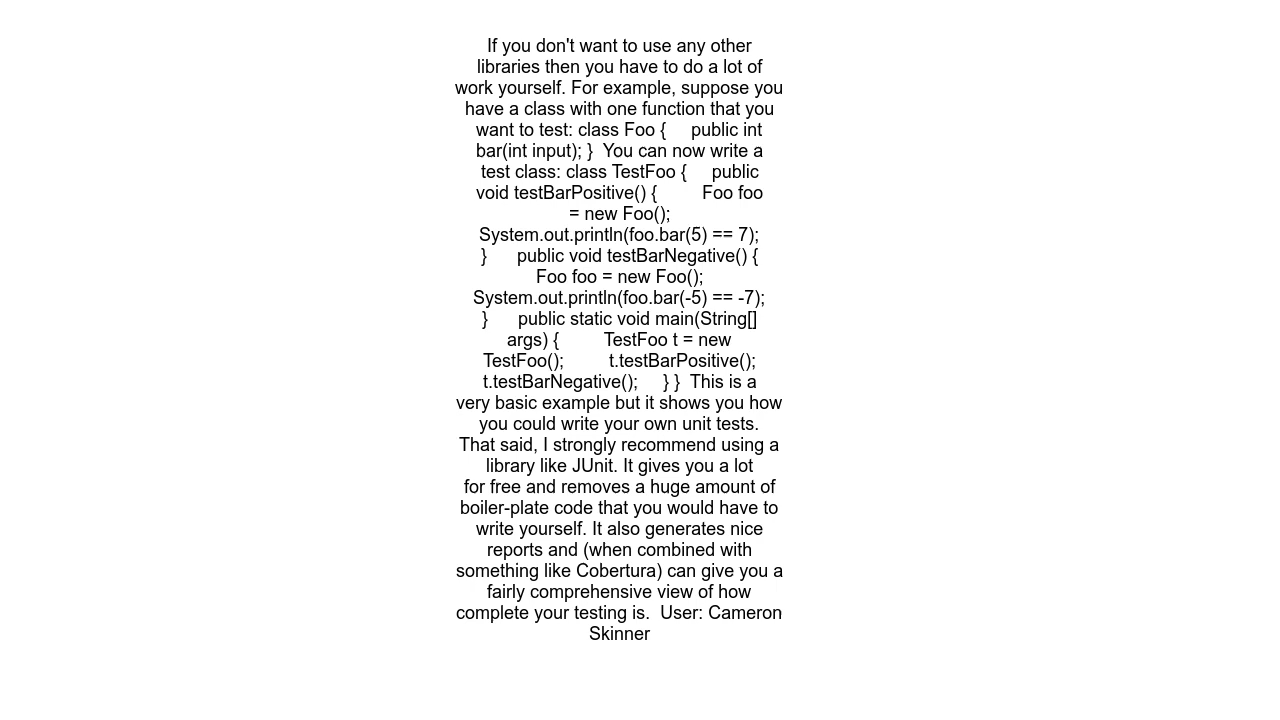 If you don't want to use any other
libraries then you have to do a lot of
work yourself. For example, suppose you
have a class with one function that you
want to test: class Foo {     public int
bar(int input); }  You can now write a
test class: class TestFoo {     public
void testBarPositive() {         Foo foo
= new Foo();
System.out.println(foo.bar(5) == 7);
}      public void testBarNegative() {
Foo foo = new Foo();
System.out.println(foo.bar(-5) == -7);
}      public static void main(String[]
args) {         TestFoo t = new
TestFoo();         t.testBarPositive();
t.testBarNegative();     } }  This is a
very basic example but it shows you how
you could write your own unit tests.
That said, I strongly recommend using a
library like JUnit. It gives you a lot
for free and removes a huge amount of
boiler-plate code that you would have to
write yourself. It also generates nice
reports and (when combined with
something like Cobertura) can give you a
fairly comprehensive view of how
complete your testing is.  User: Cameron
Skinner